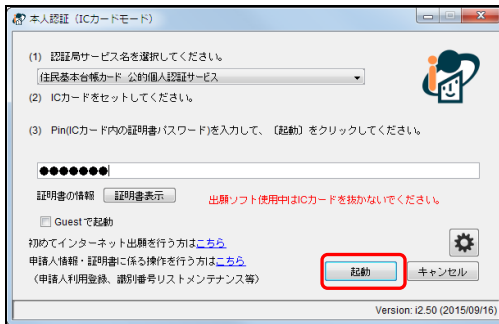 本人認証（ICカードモード）
(1) 認証局サービス名を選択してください。
住民基本台帳カード 公的個人認証サービス
(2) ICカードをセットしてください。
(3) Pin(ICカード内の証明書パスワード)を入力して、〔起動〕をクリックしてください。
●●●●●●●
証明書の情報 証明書表示 出願ソフト使用中はICカードを抜かないでください。
Guestで起動
初めてインターネット出願を行う方はこちら
申請人情報・証明書に係る操作を行う方はこちら
（申請人利用登録、識別番号リストメンテナンス等）
起動 キャンセル
Version: i2.50 (2015/09/16)